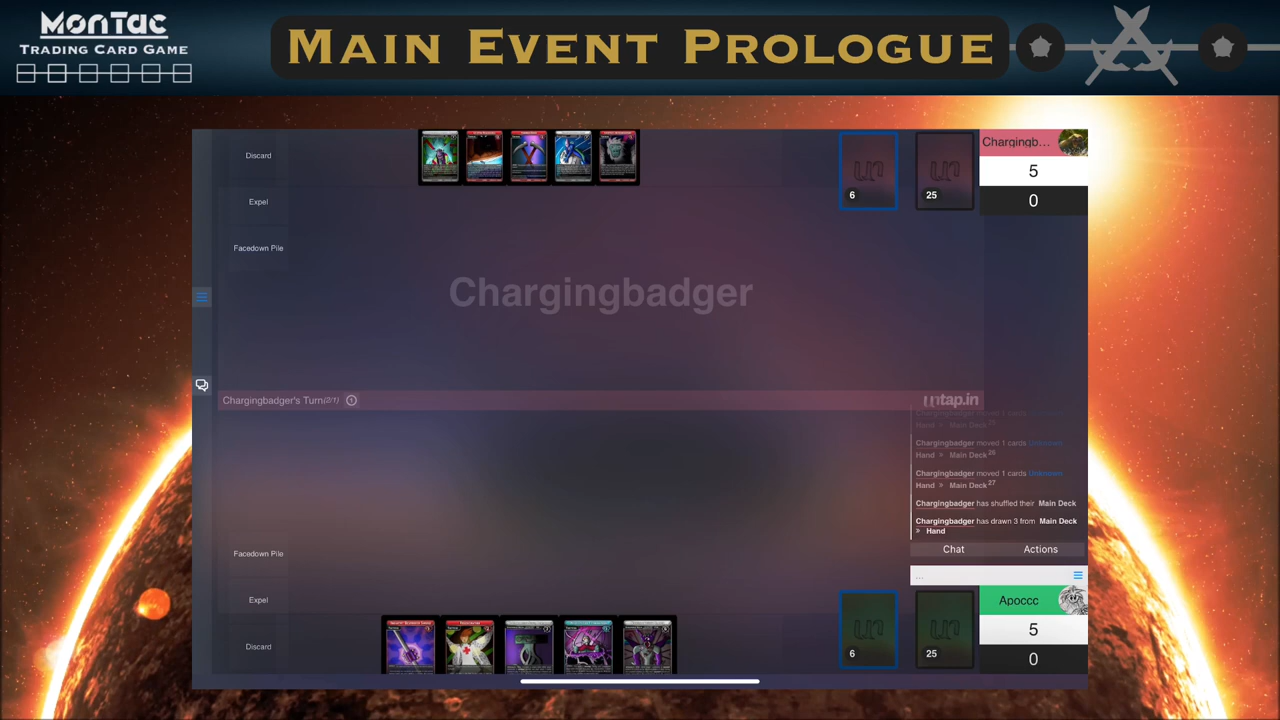 MonTac
Trading Card Game
Main Event Prologue
Discard
Expel
Facedown Pile
6
25
Chargingb...
5
0
Chargingbadger
Chargingbadger's Turn(2/1) 1
untap.in
Chargingbadger moved 1 cards Unknown
Hand » Main Deck 26
Chargingbadger moved 1 cards Unknown
Hand » Main Deck 27
Chargingbadger has shuffled their Main Deck
Chargingbadger has drawn 3 from Main Deck
» Hand
Chat Actions
...
Facedown Pile
Expel
Discard
6
25
Apoccc
5
0